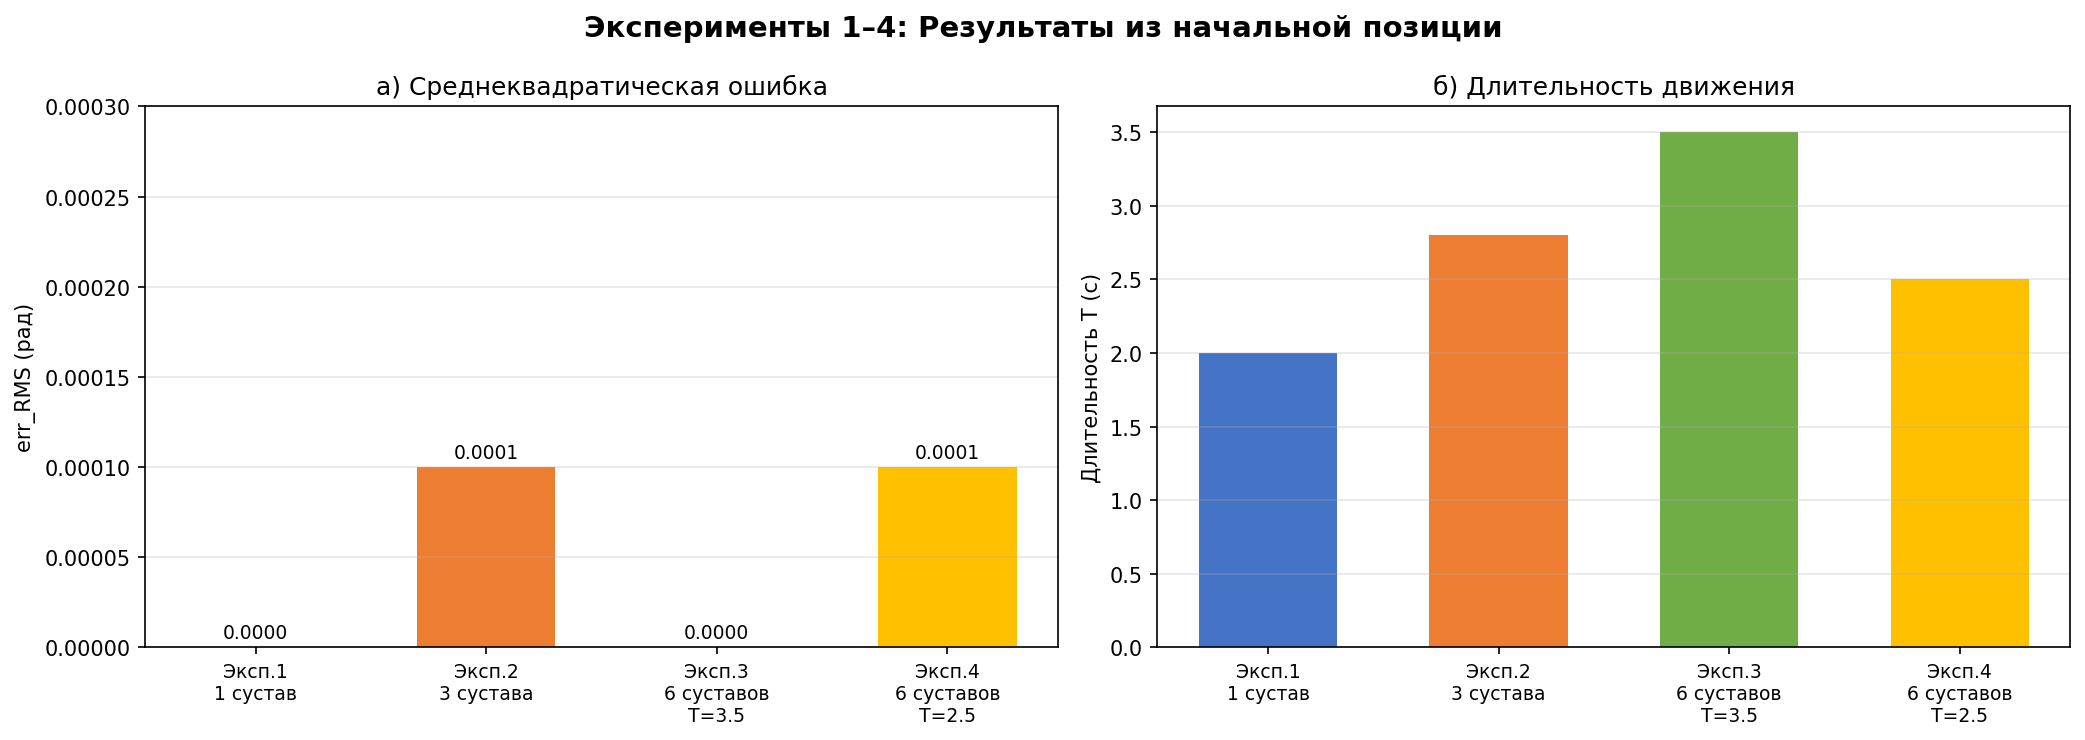 Эксперименты 1–4: Результаты из начальной позиции
а) Среднеквадратическая ошибка
err_RMS (рад)
0.00030
0.00025
0.00020
0.00015
0.00010
0.00005
0.00000
0.0000
0.0001
0.0000
0.0001
Эксп.1
1 сустав
Эксп.2
3 сустава
Эксп.3
6 суставов
T=3.5
Эксп.4
6 суставов
T=2.5
б) Длительность движения
Длительность T (с)
3.5
3.0
2.5
2.0
1.5
1.0
0.5
0.0
Эксп.1
1 сустав
Эксп.2
3 сустава
Эксп.3
6 суставов
T=3.5
Эксп.4
6 суставов
T=2.5